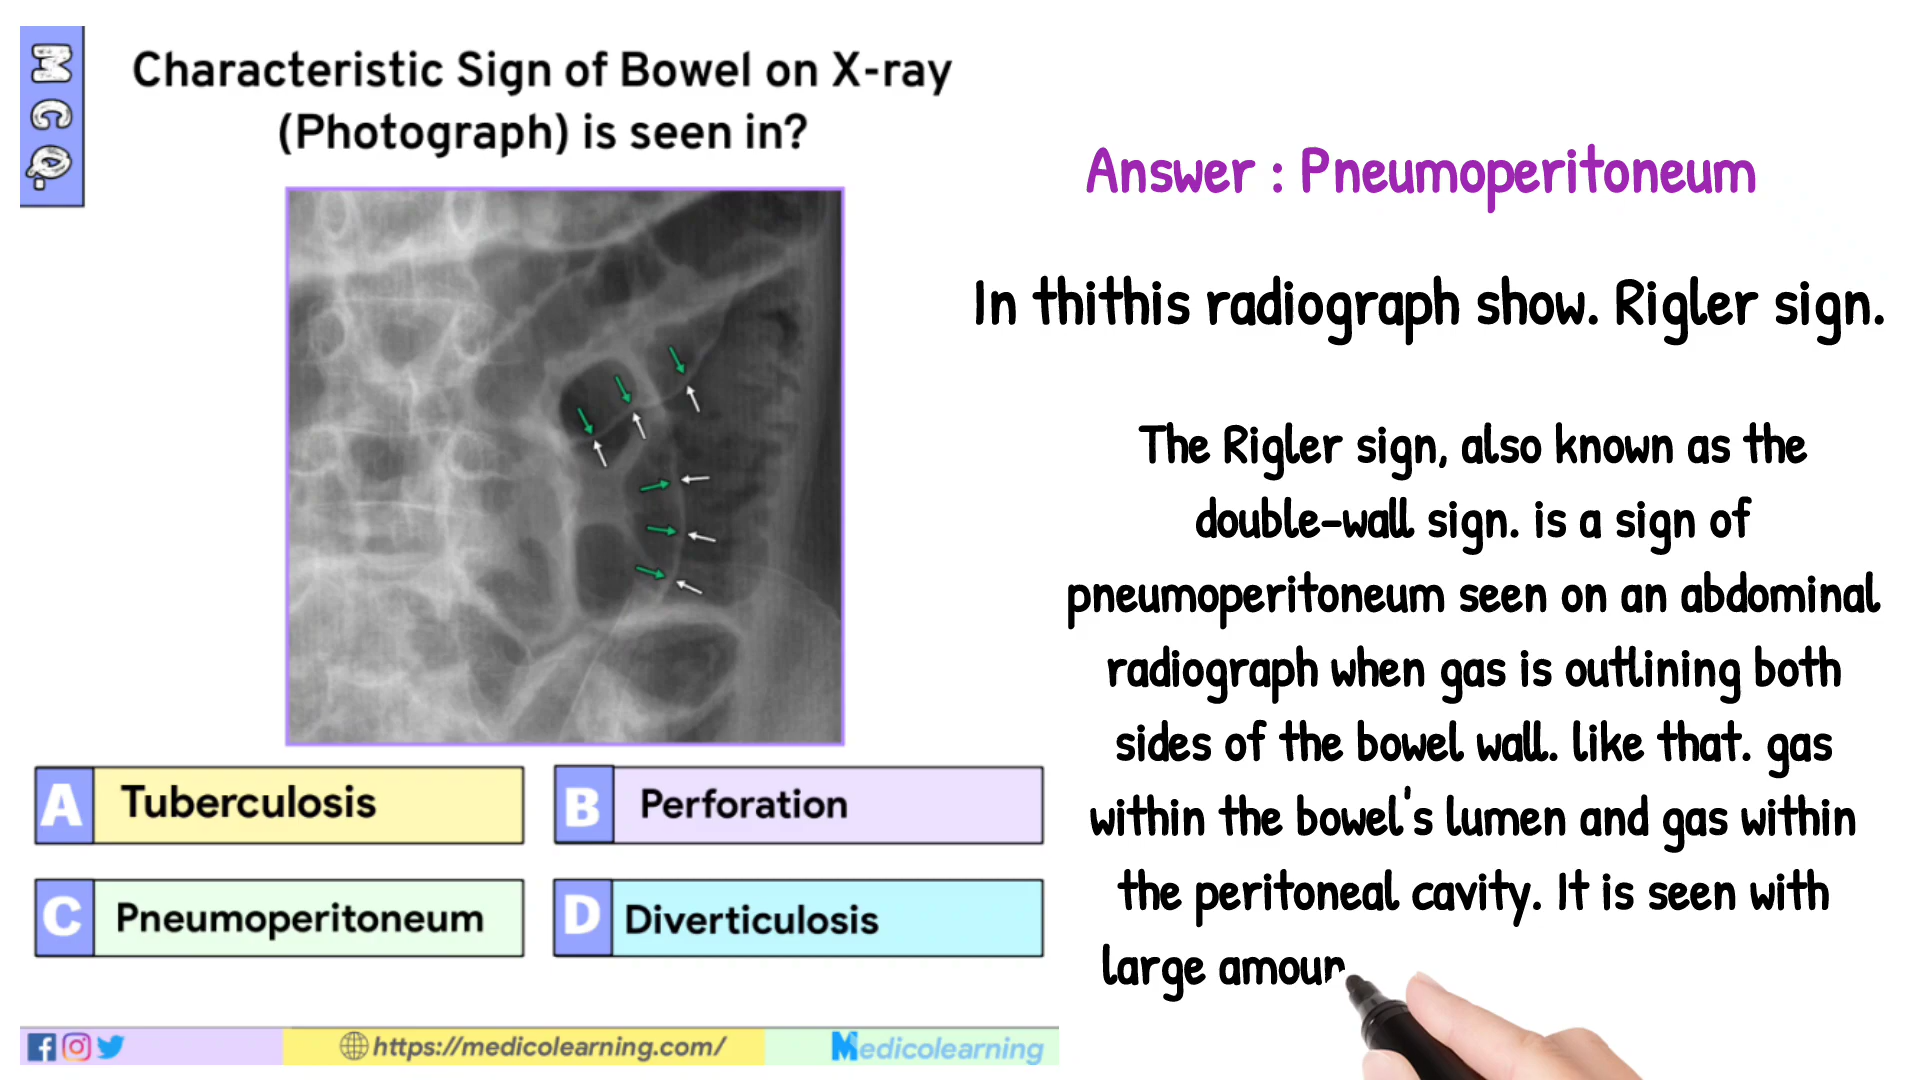 MCQ
Characteristic Sign of Bowel on X-ray
(Photograph) is seen in?
A Tuberculosis
B Perforation
C Pneumoperitoneum
D Diverticulosis
https://medicolearning.com/
Medicolearning
Answer : Pneumoperitoneum
In thithis radiograph show. Rigler sign.
The Rigler sign, also known as the
double-wall sign. is a sign of
pneumoperitoneum seen on an abdominal
radiograph when gas is outlining both
sides of the bowel wall. like that. gas
within the bowel's lumen and gas within
the peritoneal cavity. It is seen with
large amour